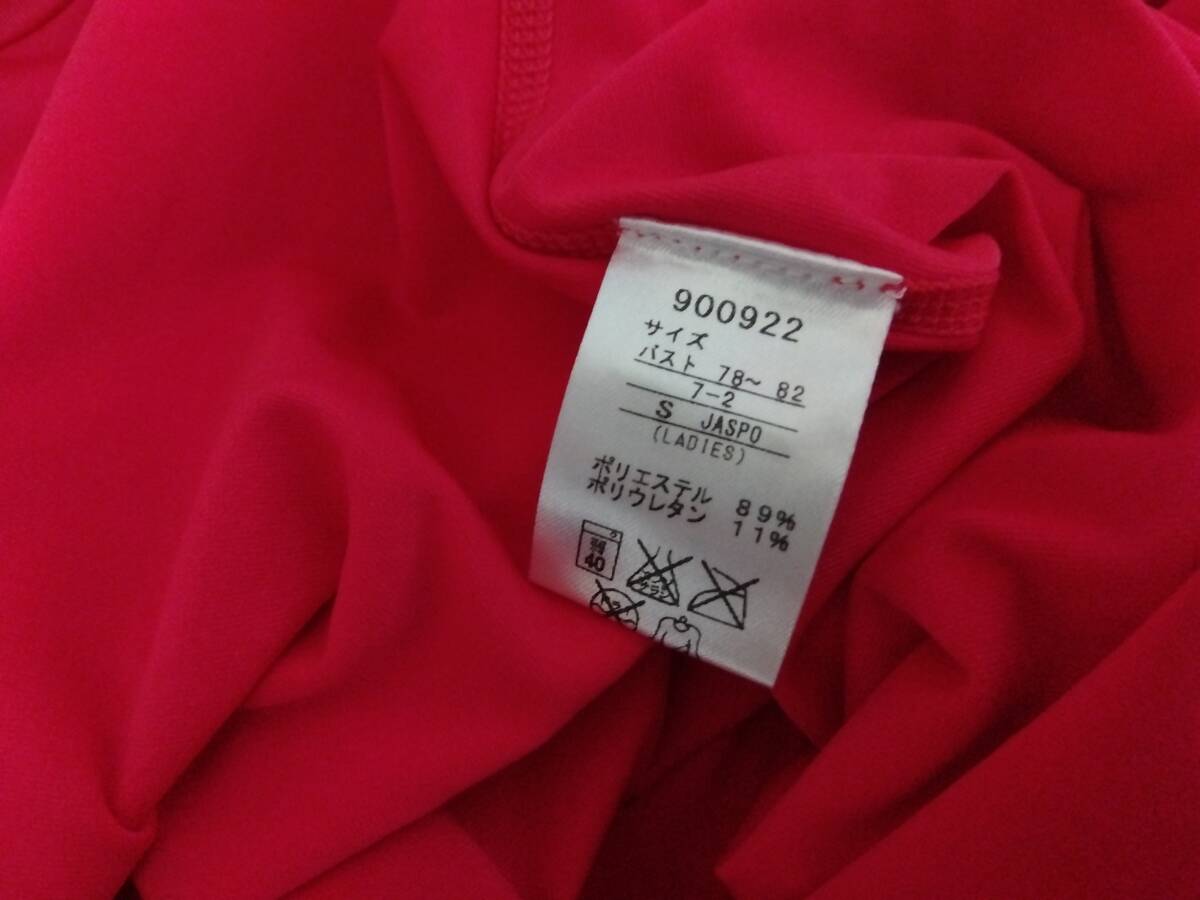 900922
サイズ
バスト 78～ 82
7-2
S JASPO
(LADIES)
ポリエステル 89%
ポリウレタン 11%
弱
40